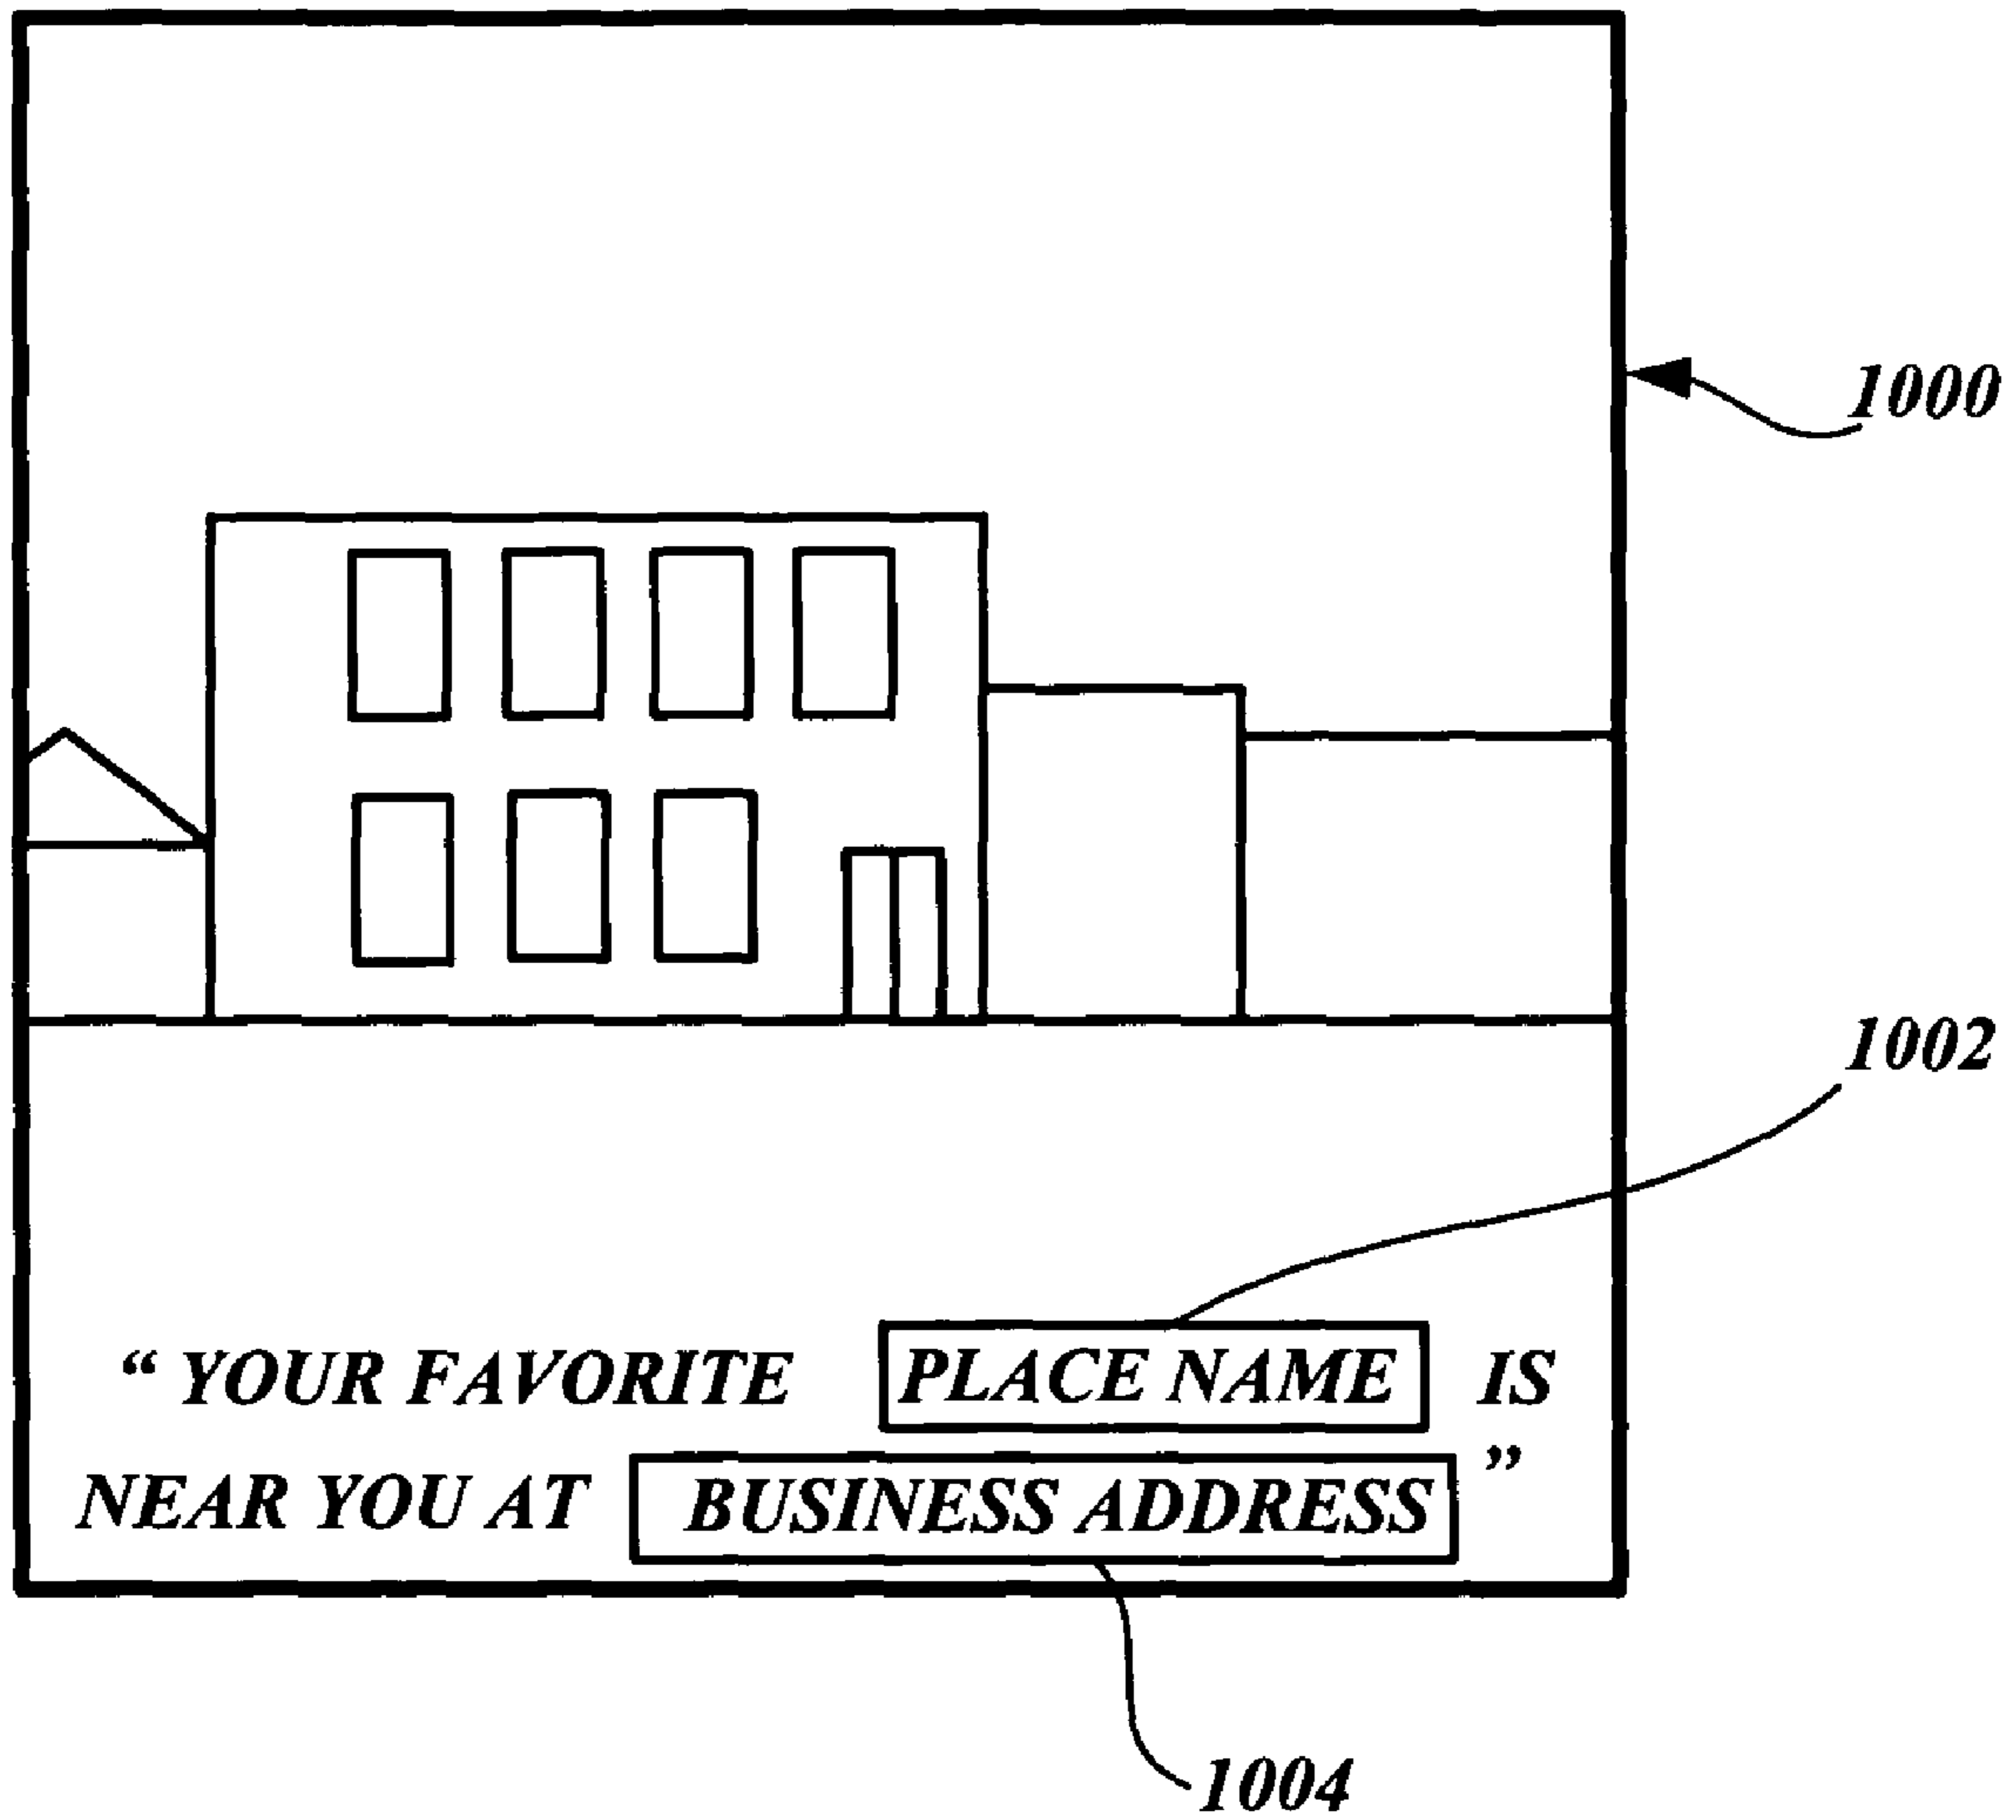 1000
1002
“ YOUR FAVORITE PLACE NAME IS
NEAR YOU AT BUSINESS ADDRESS ”
1004